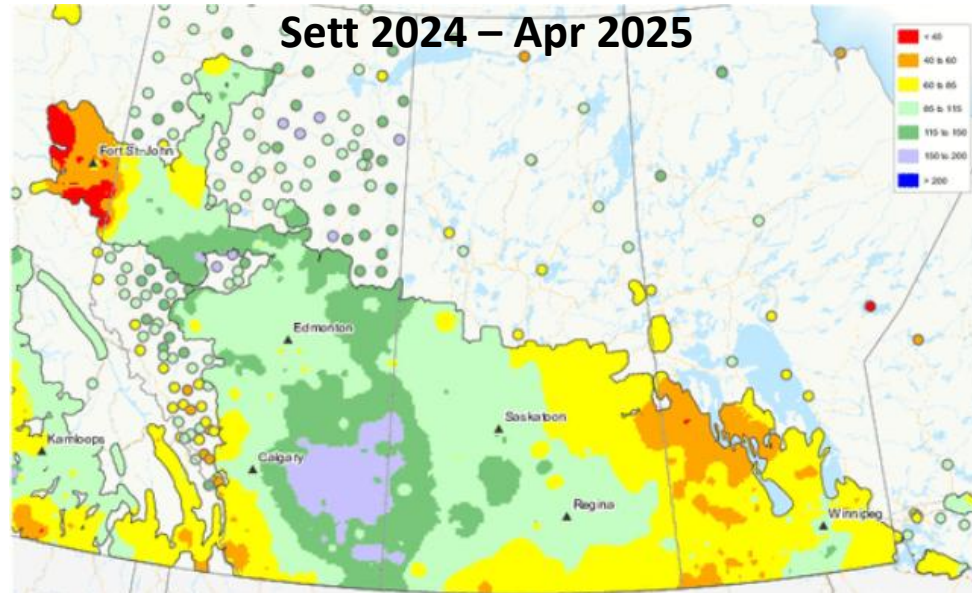 Sett 2024 – Apr 2025
< 40
40 to 60
60 to 85
85 to 115
115 to 150
150 to 200
> 200
Fort St-John
Edmonton
Saskatoon
Kamloops
Calgary
Regina
Winnipeg